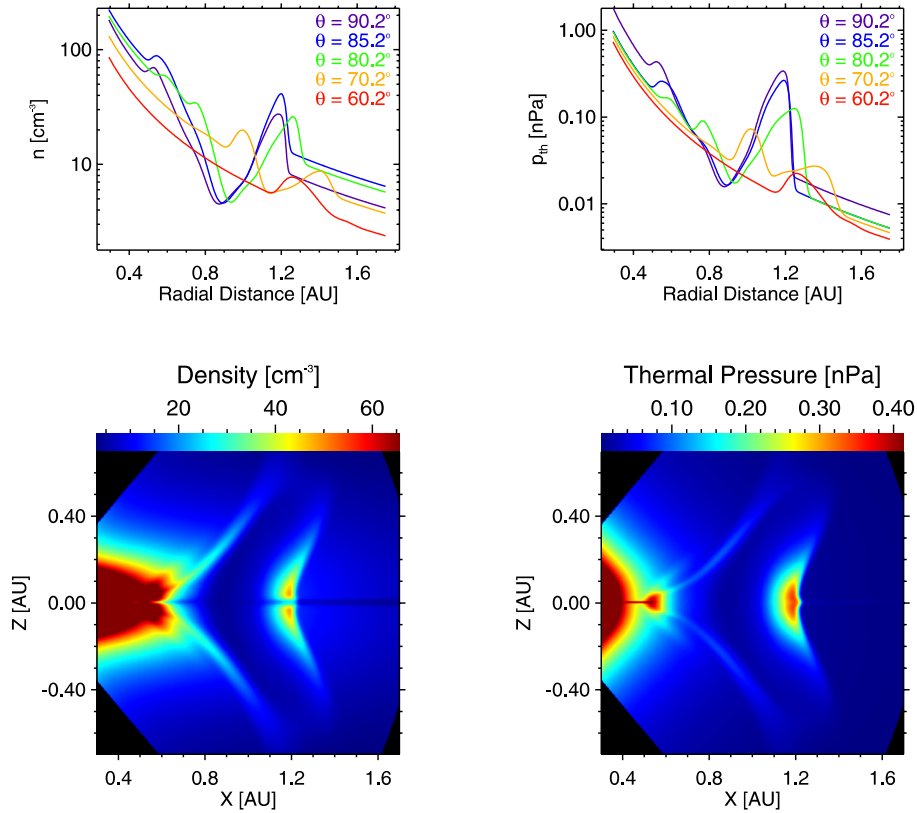 n [cm⁻³]
100
10
θ = 90.2°
θ = 85.2°
θ = 80.2°
θ = 70.2°
θ = 60.2°
0.4 0.8 1.2 1.6
Radial Distance [AU]
pth [nPa]
1.00
0.10
0.01
θ = 90.2°
θ = 85.2°
θ = 80.2°
θ = 70.2°
θ = 60.2°
0.4 0.8 1.2 1.6
Radial Distance [AU]
Density [cm⁻³]
20 40 60
Z [AU]
0.40
0.00
-0.40
0.4 0.8 1.2 1.6
X [AU]
Thermal Pressure [nPa]
0.10 0.20 0.30 0.40
Z [AU]
0.40
0.00
-0.40
0.4 0.8 1.2 1.6
X [AU]